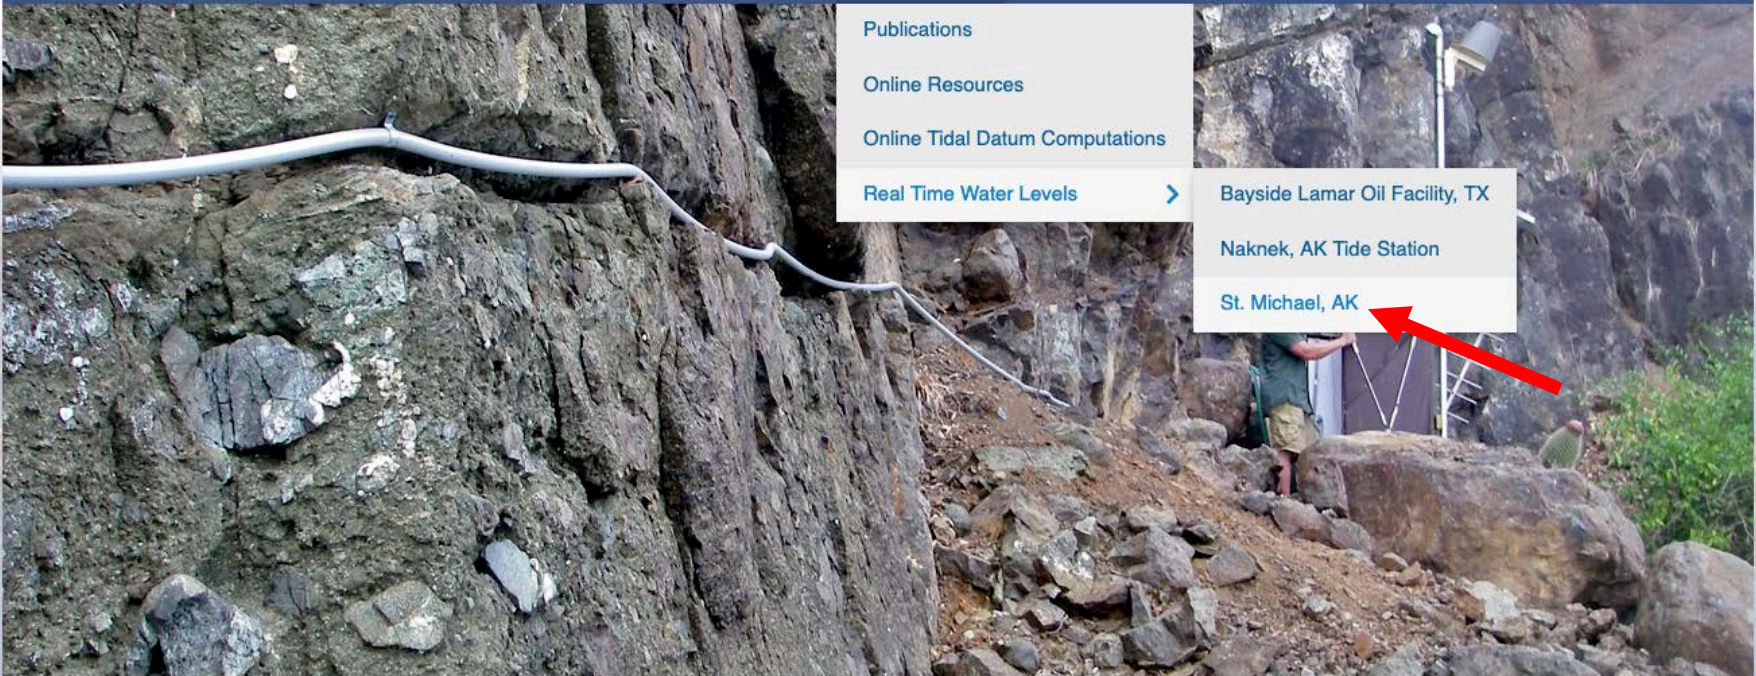 Publications
Online Resources
Online Tidal Datum Computations
Real Time Water Levels
Bayside Lamar Oil Facility, TX
Naknek, AK Tide Station
St. Michael, AK